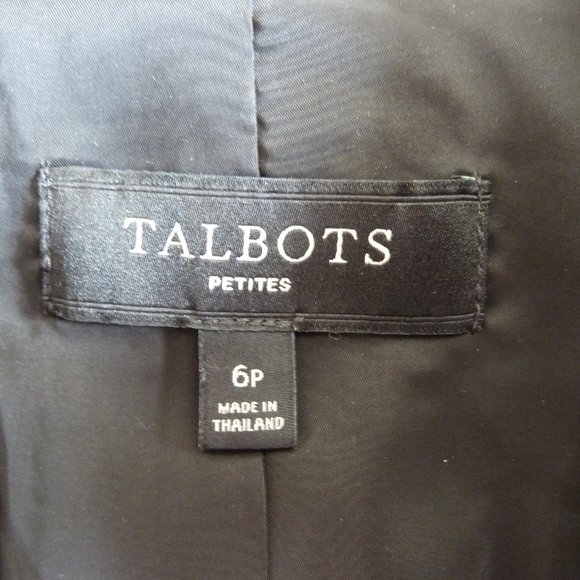 TALBOTS
PETITES
6P
MADE IN
THAILAND